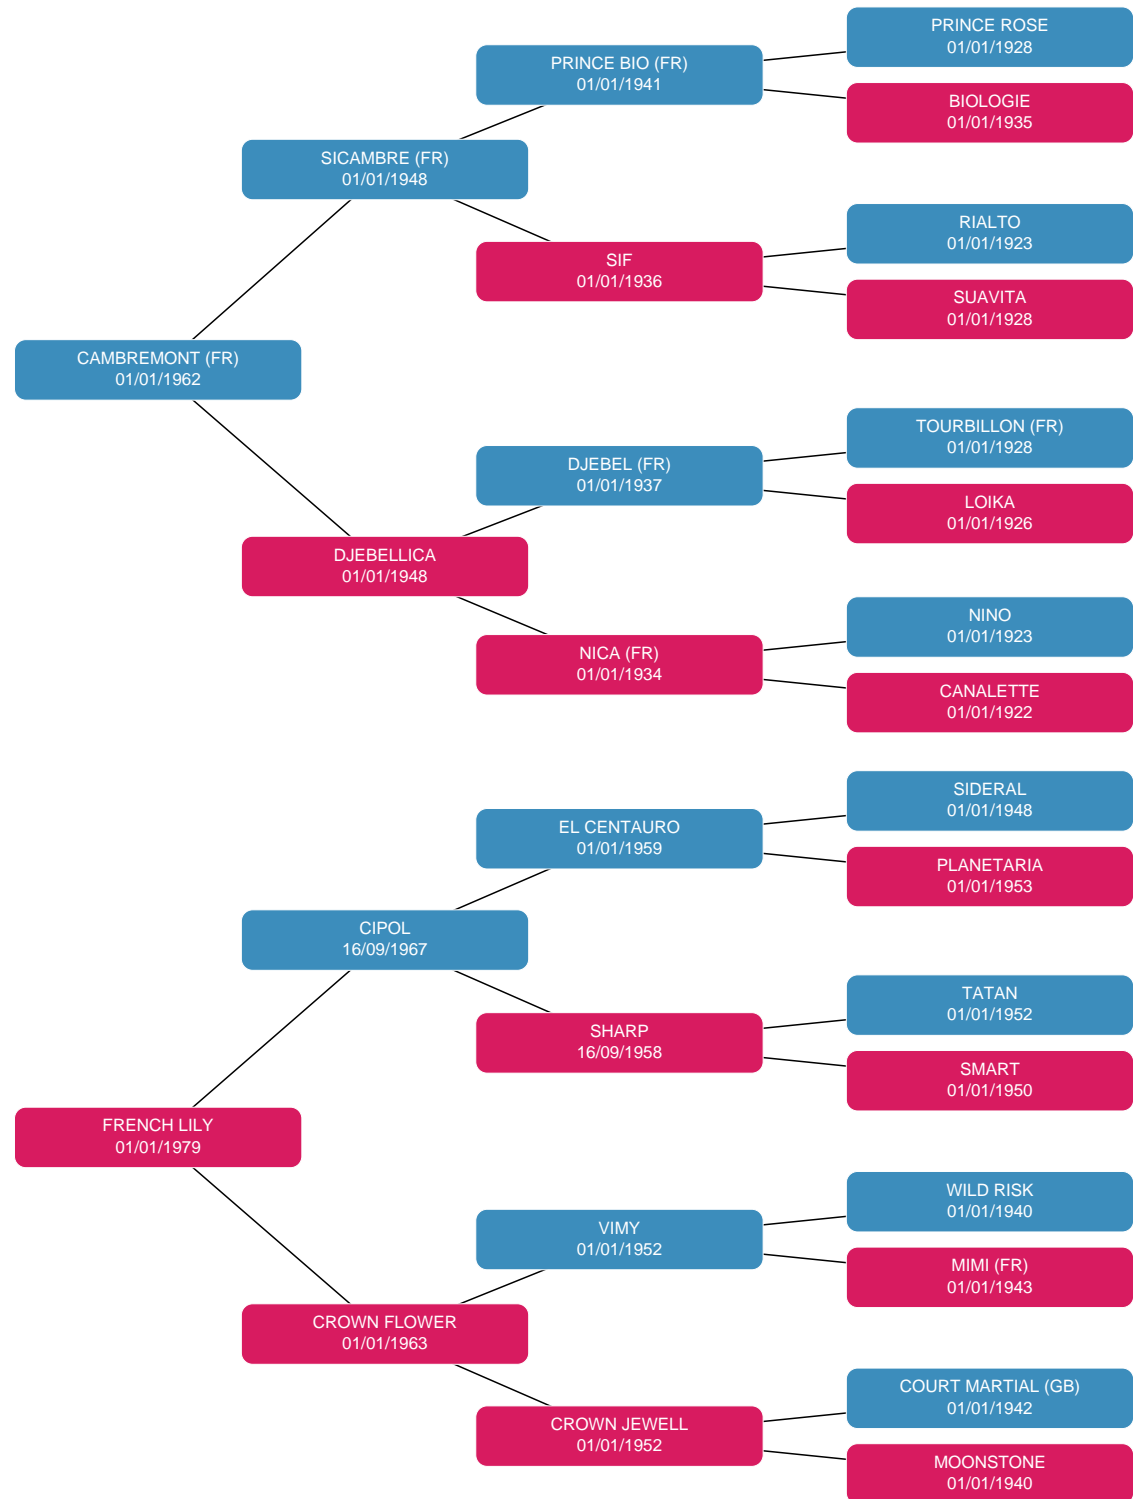 PRINCE ROSE
01/01/1928
PRINCE BIO (FR)
01/01/1941
BIOLOGIE
01/01/1935
SICAMBRE (FR)
01/01/1948
RIALTO
01/01/1923
SIF
01/01/1936
SUAVITA
01/01/1928
CAMBREMONT (FR)
01/01/1962
TOURBILLON (FR)
01/01/1928
DJEBEL (FR)
01/01/1937
LOIKA
01/01/1926
DJEBELLICA
01/01/1948
NINO
01/01/1923
NICA (FR)
01/01/1934
CANALETTE
01/01/1922
SIDERAL
01/01/1948
EL CENTAURO
01/01/1959
PLANETARIA
01/01/1953
CIPOL
16/09/1967
TATAN
01/01/1952
SHARP
16/09/1958
SMART
01/01/1950
FRENCH LILY
01/01/1979
WILD RISK
01/01/1940
VIMY
01/01/1952
MIMI (FR)
01/01/1943
CROWN FLOWER
01/01/1963
COURT MARTIAL (GB)
01/01/1942
CROWN JEWELL
01/01/1952
MOONSTONE
01/01/1940